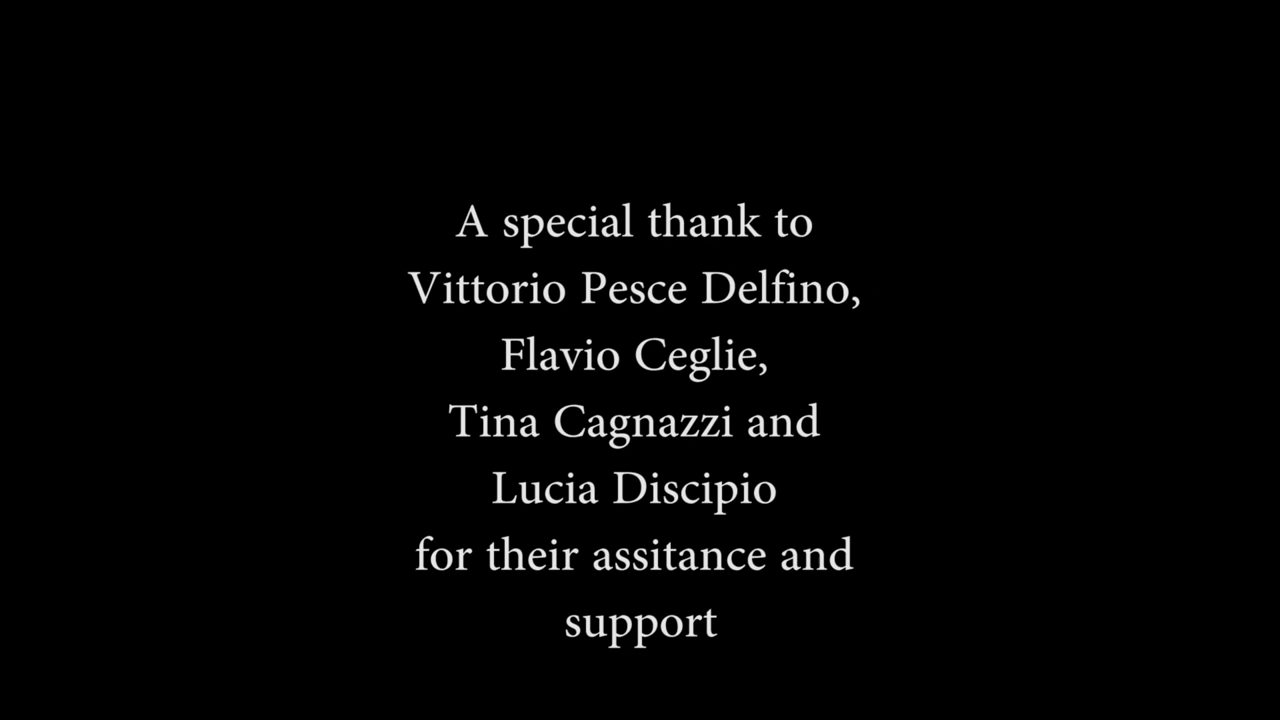 A special thank to
Vittorio Pesce Delfino,
Flavio Ceglie,
Tina Cagnazzi and
Lucia Discipio
for their assitance and
support